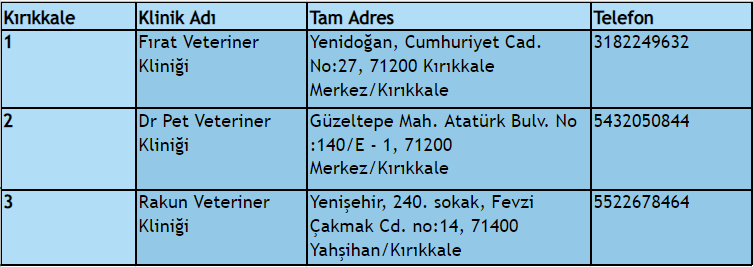 Kırıkkale Klinik Adı Tam Adres Telefon
1 Fırat Veteriner Yenidoğan, Cumhuriyet Cad. 3182249632
Kliniği No:27, 71200 Kırıkkale
Merkez/Kırıkkale
2 Dr Pet Veteriner Güzeltepe Mah. Atatürk Bulv. No 5432050844
Kliniği :140/E - 1, 71200
Merkez/Kırıkkale
3 Rakun Veteriner Yenişehir, 240. sokak, Fevzi 5522678464
Kliniği Çakmak Cd. no:14, 71400
Yahşihan/Kırıkkale